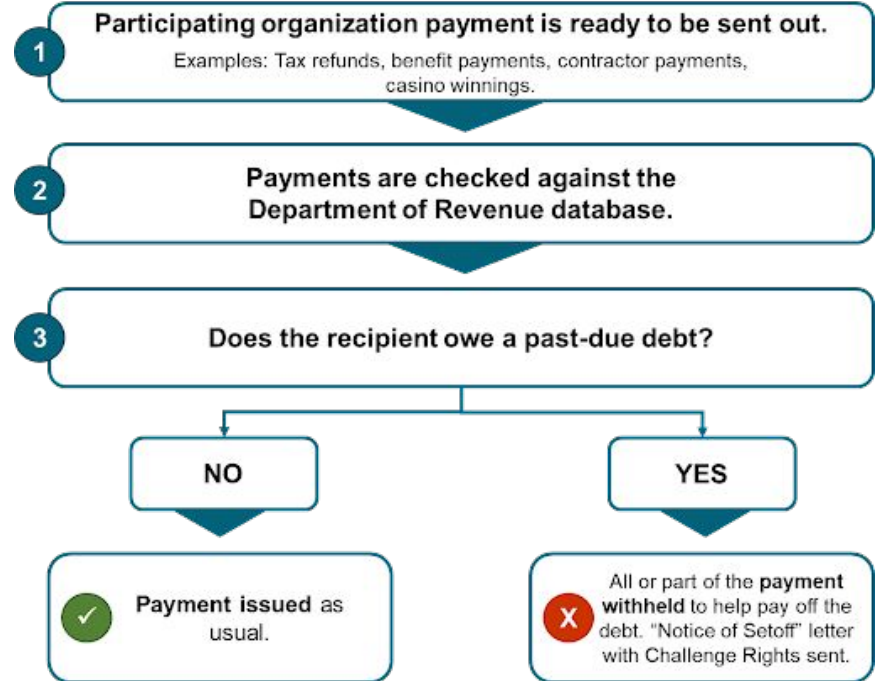 1
Participating organization payment is ready to be sent out.
Examples: Tax refunds, benefit payments, contractor payments,
casino winnings.
2
Payments are checked against the
Department of Revenue database.
3
Does the recipient owe a past-due debt?
NO
YES
✓
Payment issued as
usual.
X
All or part of the payment
withheld to help pay off the
debt. “Notice of Setoff” letter
with Challenge Rights sent.